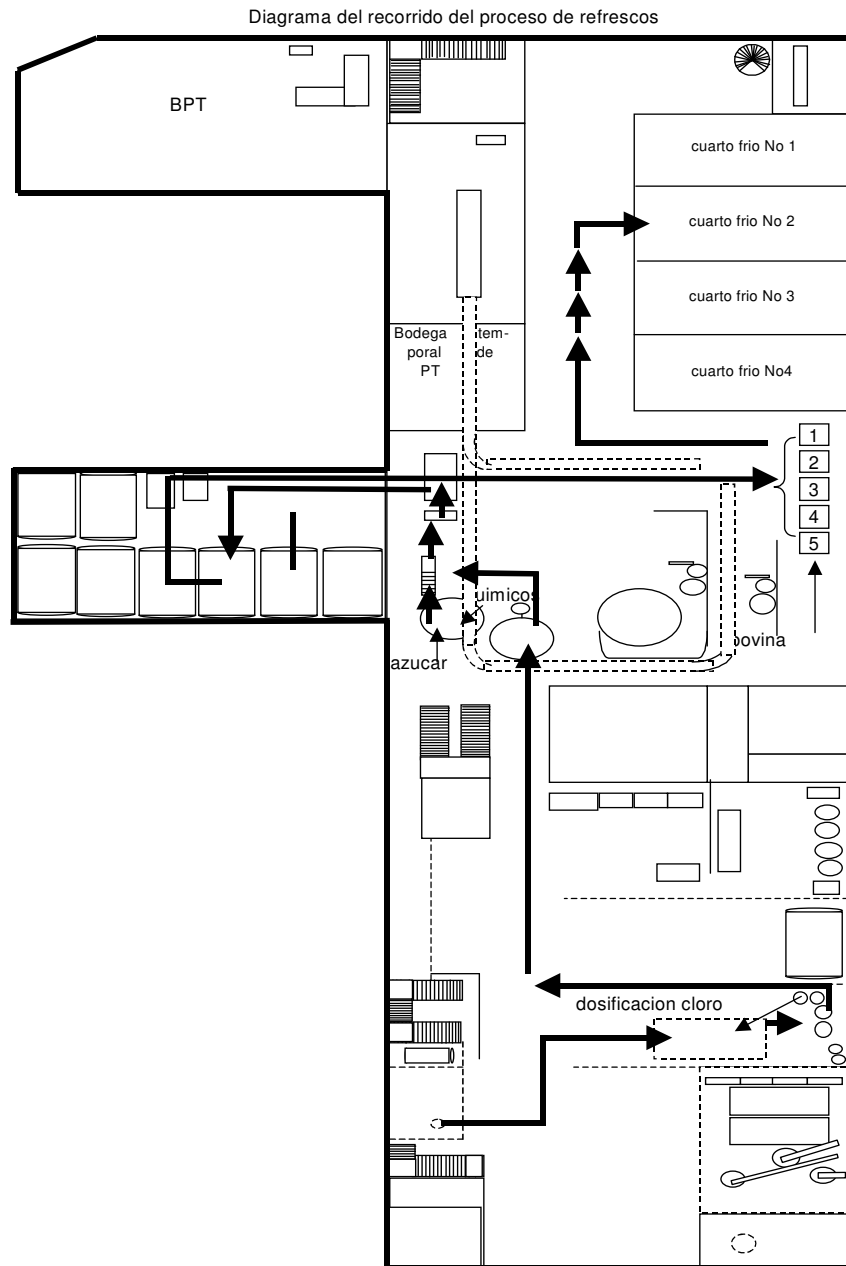 Diagrama del recorrido del proceso de refrescos
BPT
cuarto frio No 1
cuarto frio No 2
cuarto frio No 3
cuarto frio No4
Bodega tem-
poral de
PT
1
2
3
4
5
uimicos
azucar
bovina
dosificacion cloro